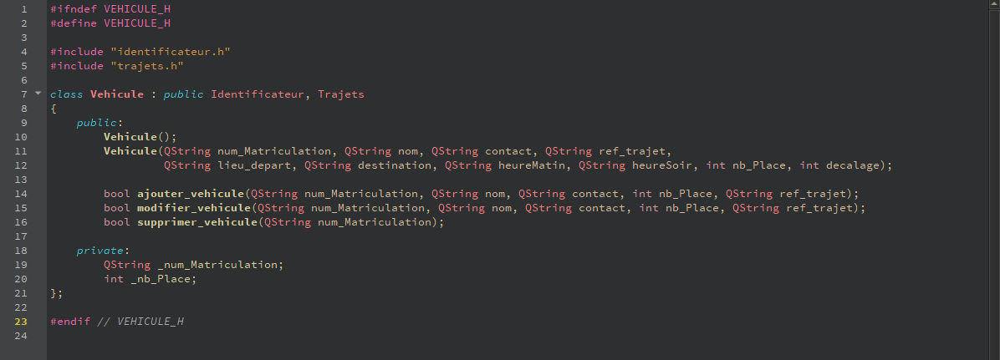 1 #ifndef VEHICULE_H
2 #define VEHICULE_H
3
4 #include "identificateur.h"
5 #include "trajets.h"
6
7 class Vehicule : public Identificateur, Trajets
8 {
9     public:
10         Vehicule();
11         Vehicule(QString num_Matriculation, QString nom, QString contact, QString ref_trajet,
12                  QString lieu_depart, QString destination, QString heureMatin, QString heureSoir, int nb_Place, int decalage);
13
14         bool ajouter_vehicule(QString num_Matriculation, QString nom, QString contact, int nb_Place, QString ref_trajet);
15         bool modifier_vehicule(QString num_Matriculation, QString nom, QString contact, int nb_Place, QString ref_trajet);
16         bool supprimer_vehicule(QString num_Matriculation);
17
18     private:
19         QString _num_Matriculation;
20         int _nb_Place;
21 };
22
23 #endif // VEHICULE_H
24